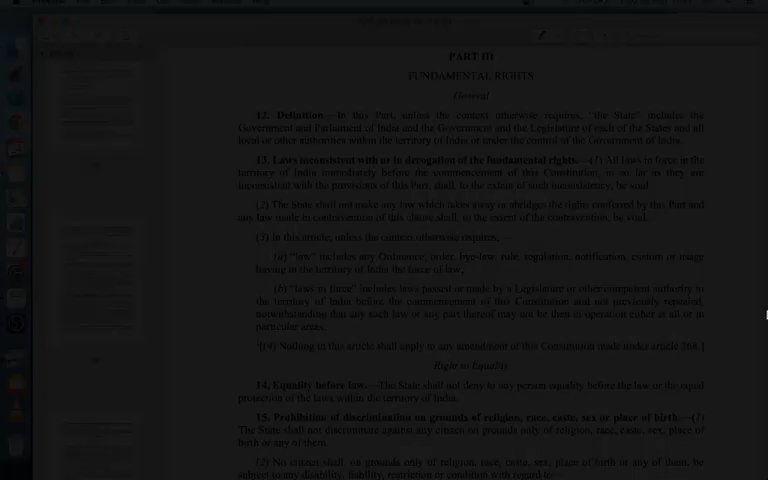 PART III
FUNDAMENTAL RIGHTS
General
12. Definition.—In this Part, unless the context otherwise requires, “the State” includes the
Government and Parliament of India and the Government and the Legislature of each of the States and all
local or other authorities within the territory of India or under the control of the Government of India.
13. Laws inconsistent with or in derogation of the fundamental rights.—(1) All laws in force in the
territory of India immediately before the commencement of this Constitution, in so far as they are
inconsistent with the provisions of this Part, shall, to the extent of such inconsistency, be void.
(2) The State shall not make any law which takes away or abridges the rights conferred by this Part and
any law made in contravention of this clause shall, to the extent of the contravention, be void.
(3) In this article, unless the context otherwise requires,—
(a) “law” includes any Ordinance, order, bye-law, rule, regulation, notification, custom or usage
having in the territory of India the force of law;
(b) “laws in force” includes laws passed or made by a Legislature or other competent authority in
the territory of India before the commencement of this Constitution and not previously repealed,
notwithstanding that any such law or any part thereof may not be then in operation either at all or in
particular areas.
[(4) Nothing in this article shall apply to any amendment of this Constitution made under article 368.]
Right to Equality
14. Equality before law.—The State shall not deny to any person equality before the law or the equal
protection of the laws within the territory of India.
15. Prohibition of discrimination on grounds of religion, race, caste, sex or place of birth.—(1)
The State shall not discriminate against any citizen on grounds only of religion, race, caste, sex, place of
birth or any of them.
(2) No citizen shall, on grounds only of religion, race, caste, sex, place of birth or any of them, be
subject to any disability, liability, restriction or condition with regard to